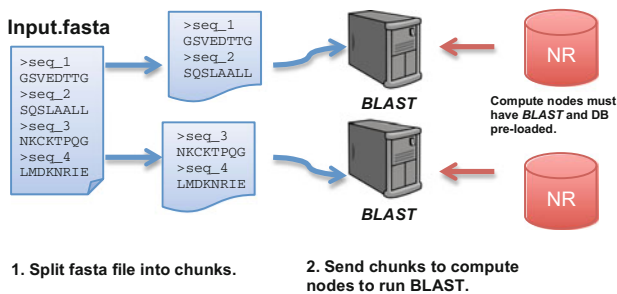 Input.fasta
>seq_1
GSVEDTTG
>seq_2
SQSLAALL
>seq_3
NKCKTPQG
>seq_4
LMDKNRIE
>seq_1
GSVEDTTG
>seq_2
SQSLAALL
>seq_3
NKCKTPQG
>seq_4
LMDKNRIE
BLAST
BLAST
NR
Compute nodes must
have BLAST and DB
pre-loaded.
NR
1. Split fasta file into chunks.
2. Send chunks to compute
nodes to run BLAST.